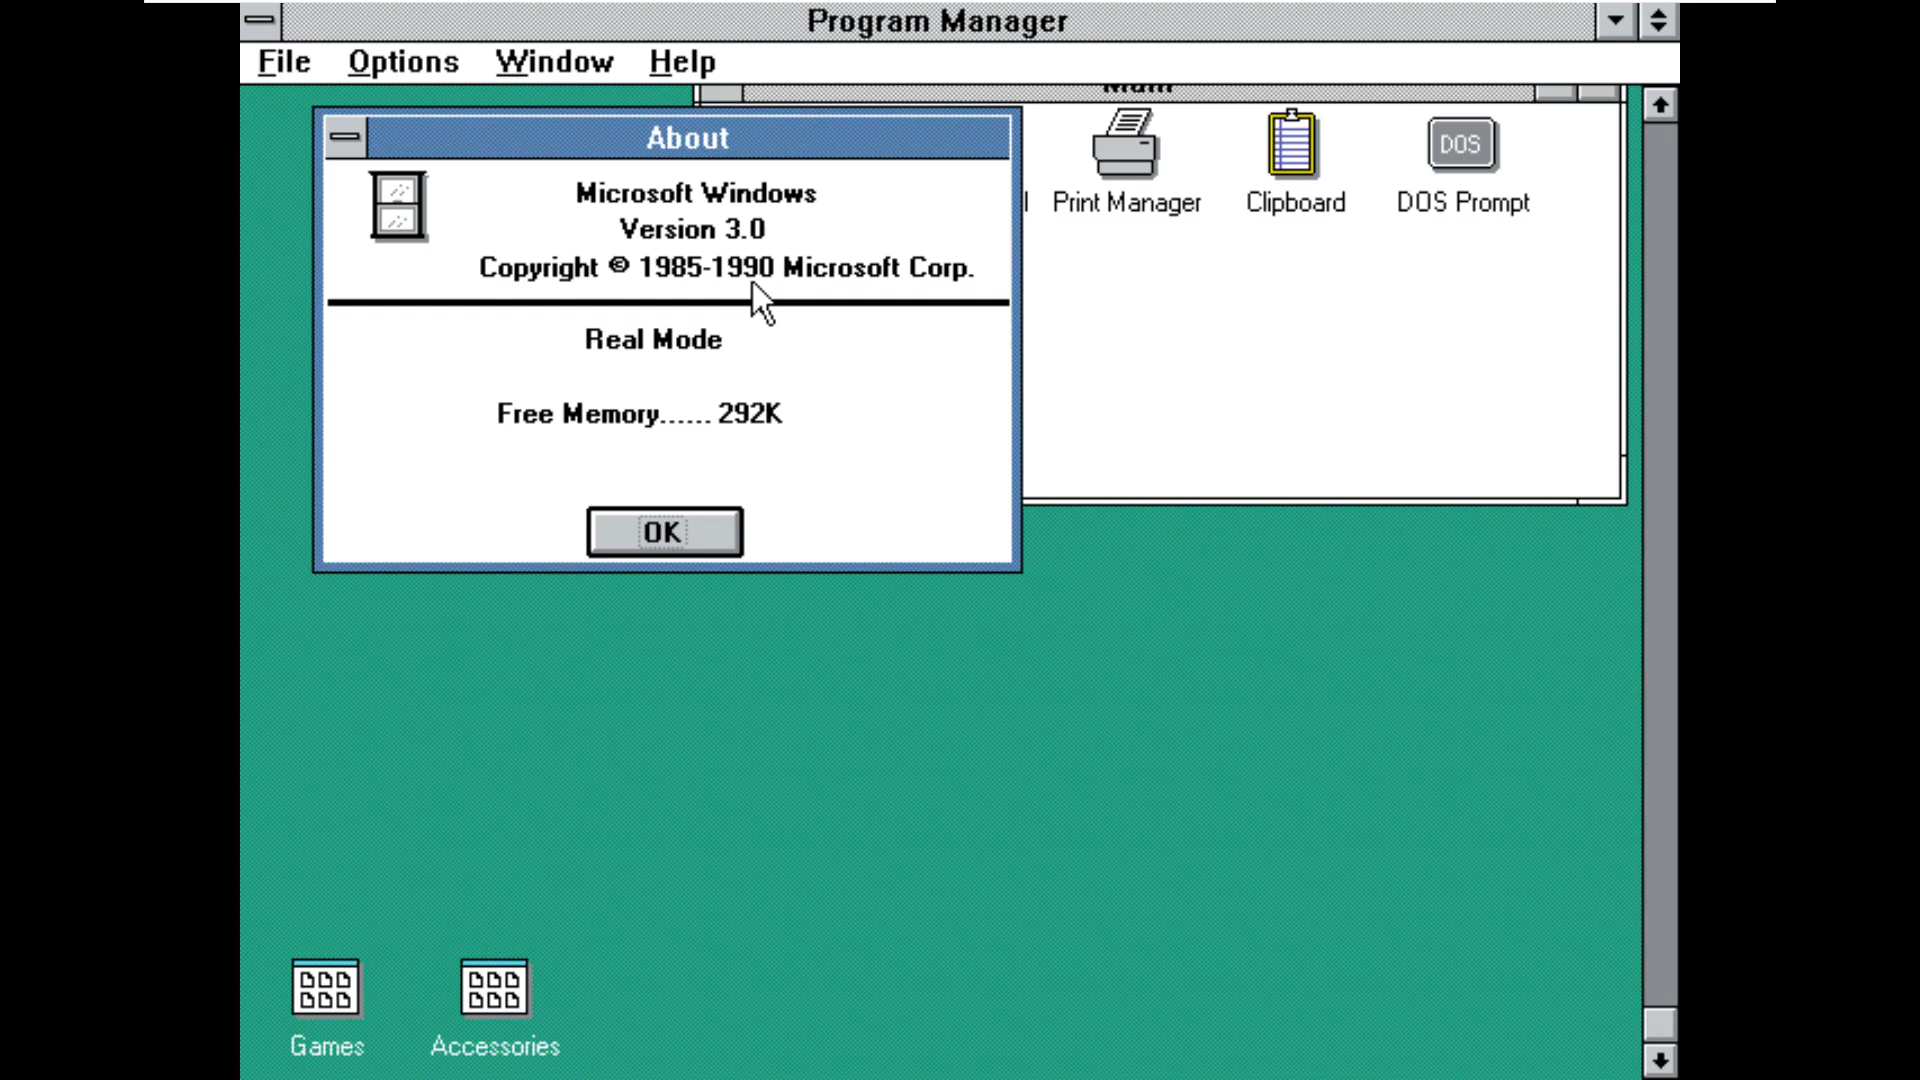 Program Manager
File Options Window Help
Main
About
Microsoft Windows
Version 3.0
Copyright © 1985-1990 Microsoft Corp.
Real Mode
Free Memory...... 292K
OK
Print Manager
Clipboard
DOS
DOS Prompt
Games
Accessories